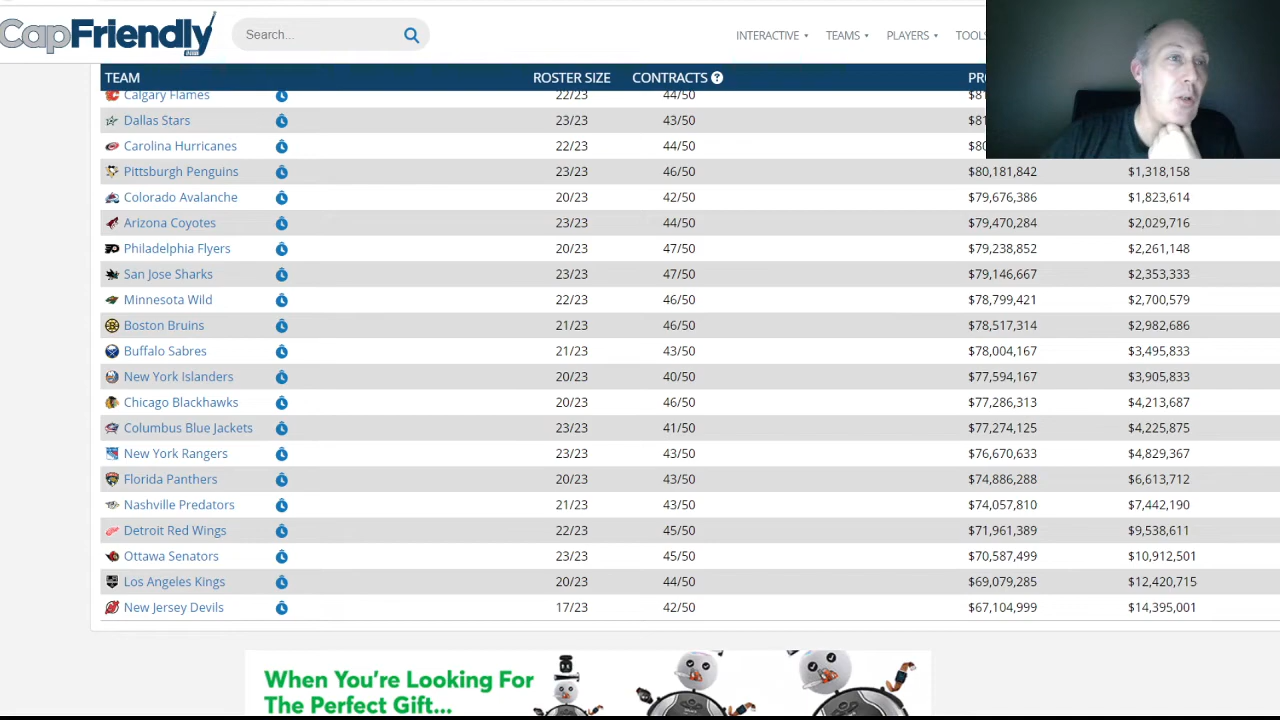 CapFriendly
Search... INTERACTIVE TEAMS PLAYERS TOOLS
TEAM ROSTER SIZE CONTRACTS
Calgary Flames 22/23 44/50
Dallas Stars 23/23 43/50
Carolina Hurricanes 22/23 44/50
Pittsburgh Penguins 23/23 46/50 $80,181,842 $1,318,158
Colorado Avalanche 20/23 42/50 $79,676,386 $1,823,614
Arizona Coyotes 23/23 44/50 $79,470,284 $2,029,716
Philadelphia Flyers 20/23 47/50 $79,238,852 $2,261,148
San Jose Sharks 23/23 47/50 $79,146,667 $2,353,333
Minnesota Wild 22/23 46/50 $78,799,421 $2,700,579
Boston Bruins 21/23 46/50 $78,517,314 $2,982,686
Buffalo Sabres 21/23 43/50 $78,004,167 $3,495,833
New York Islanders 20/23 40/50 $77,594,167 $3,905,833
Chicago Blackhawks 20/23 46/50 $77,286,313 $4,213,687
Columbus Blue Jackets 23/23 41/50 $77,274,125 $4,225,875
New York Rangers 23/23 43/50 $76,670,633 $4,829,367
Florida Panthers 20/23 43/50 $74,886,288 $6,613,712
Nashville Predators 21/23 43/50 $74,057,810 $7,442,190
Detroit Red Wings 22/23 45/50 $71,961,389 $9,538,611
Ottawa Senators 23/23 45/50 $70,587,499 $10,912,501
Los Angeles Kings 20/23 44/50 $69,079,285 $12,420,715
New Jersey Devils 17/23 42/50 $67,104,999 $14,395,001
When You're Looking For
The Perfect Gift...